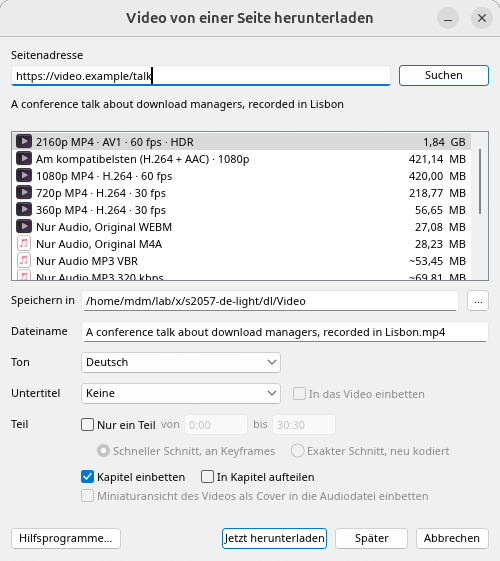 Video von einer Seite herunterladen
Seitenadresse
https://video.example/talk
Suchen
A conference talk about download managers, recorded in Lisbon
2160p MP4 · AV1 · 60 fps · HDR 1,84 GB
Am kompatibelsten (H.264 + AAC) · 1080p 421,14 MB
1080p MP4 · H.264 · 60 fps 420,00 MB
720p MP4 · H.264 · 30 fps 218,77 MB
360p MP4 · H.264 · 30 fps 56,65 MB
Nur Audio, Original WEBM 27,08 MB
Nur Audio, Original M4A 28,23 MB
Nur Audio MP3 VBR ~53,45 MB
Nur Audio MP3 320 kbps ~69,81 MB
Speichern in /home/mdm/lab/x/s2057-de-light/dl/Video ...
Dateiname A conference talk about download managers, recorded in Lisbon.mp4
Ton Deutsch
Untertitel Keine In das Video einbetten
Teil Nur ein Teil von 0:00 bis 30:30
Schneller Schnitt, an Keyframes Exakter Schnitt, neu kodiert
Kapitel einbetten In Kapitel aufteilen
Miniaturansicht des Videos als Cover in die Audiodatei einbetten
Hilfsprogramme... Jetzt herunterladen Später Abbrechen